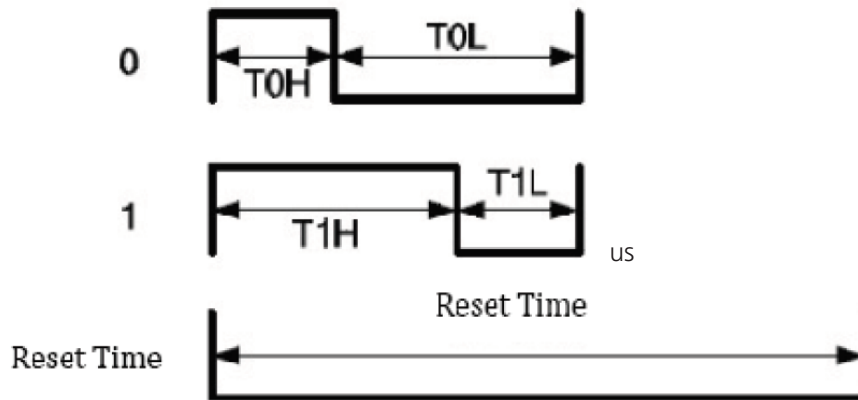 0 T0H T0L
1 T1H T1L
us
Reset Time
Reset Time